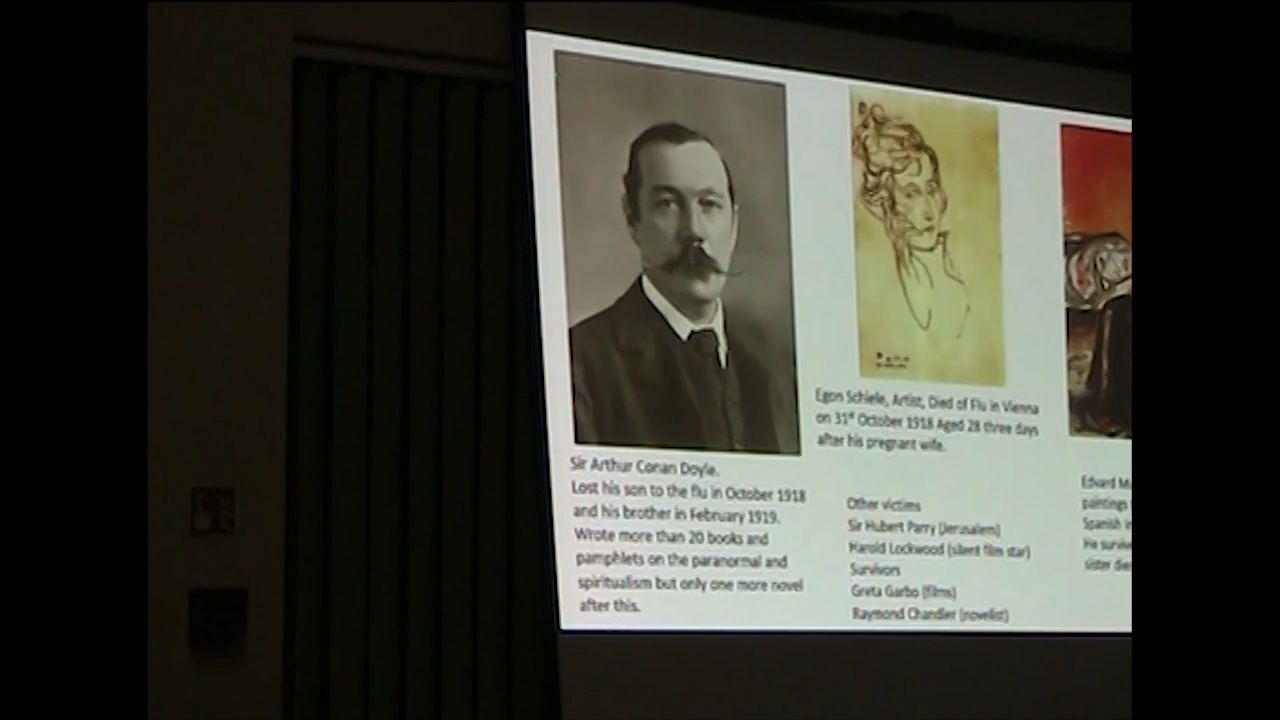 Sir Arthur Conan Doyle.
Lost his son to the flu in October 1918
and his brother in February 1919.
Wrote more than 20 books and
pamphlets on the paranormal and
spiritualism but only one more novel
after this.
Egon Schiele, Artist, Died of Flu in Vienna
on 31st October 1918 Aged 28 three days
after his pregnant wife.
Other victims
Sir Hubert Parry (Jerusalem)
Harold Lockwood (silent film star)
Survivors
Greta Garbo (films)
Raymond Chandler (novelist)
Edvard
paintings
Spanish
He
sister